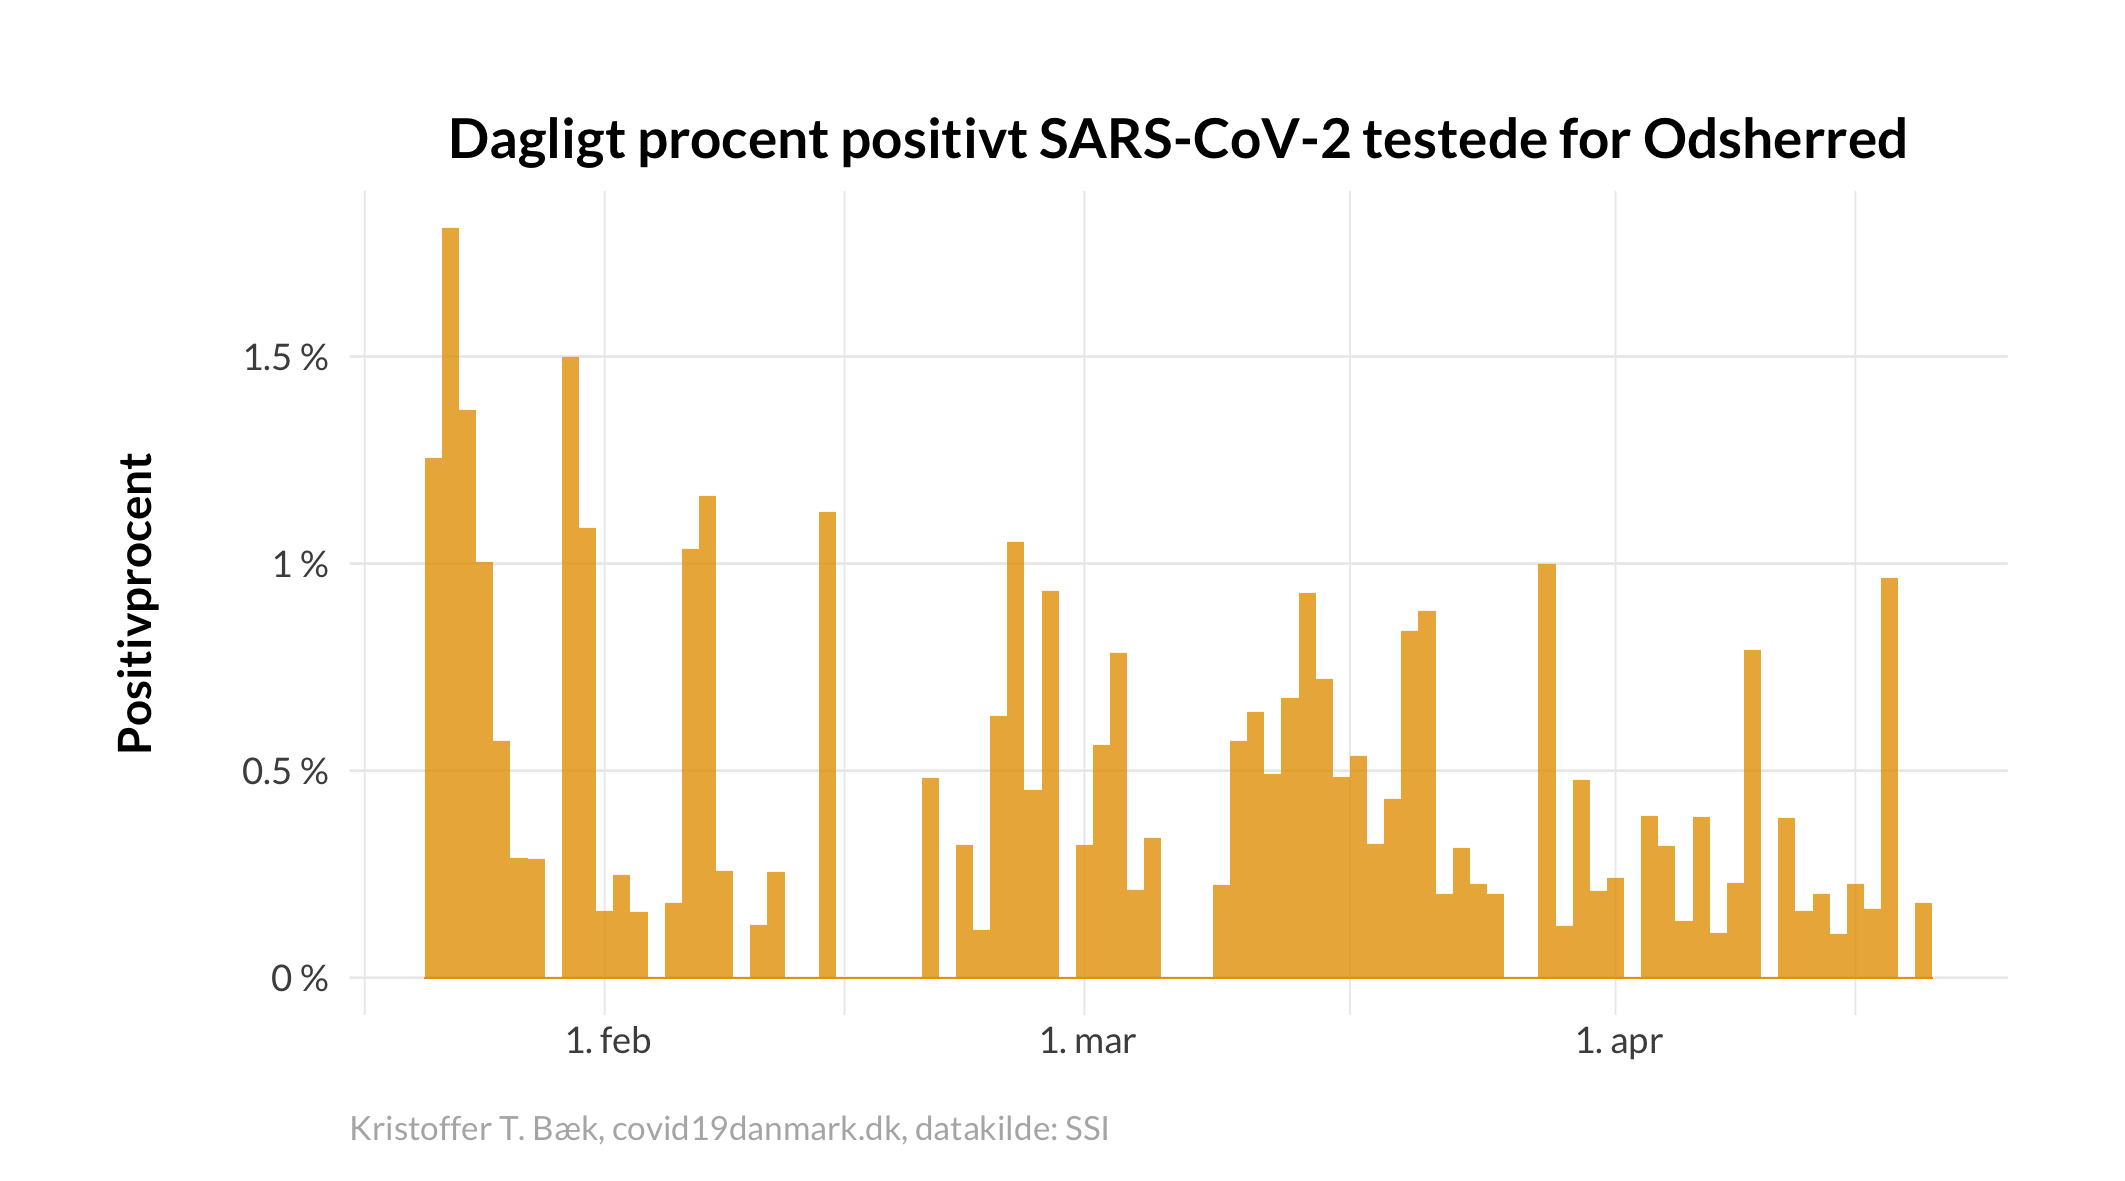 Dagligt procent positivt SARS-CoV-2 testede for Odsherred
Positivprocent
1.5 %
1 %
0.5 %
0 %
1. feb
1. mar
1. apr
Kristoffer T. Bæk, covid19danmark.dk, datakilde: SSI